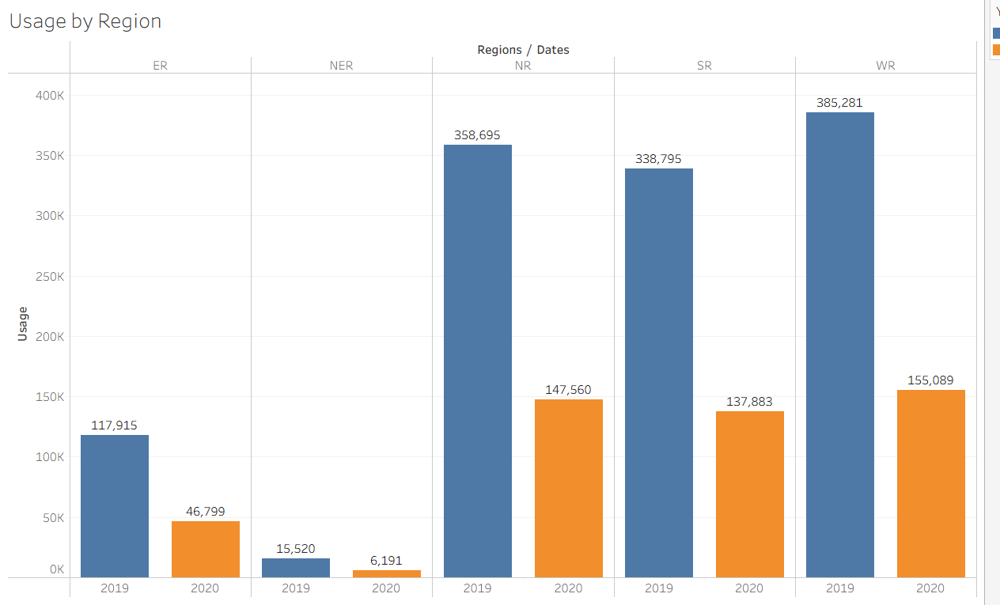 Usage by Region
Regions / Dates
ER NER NR SR WR
Usage
400K
350K
300K
250K
200K
150K
100K
50K
0K
117,915
46,799
15,520
6,191
358,695
147,560
338,795
137,883
385,281
155,089
2019 2020 2019 2020 2019 2020 2019 2020 2019 2020